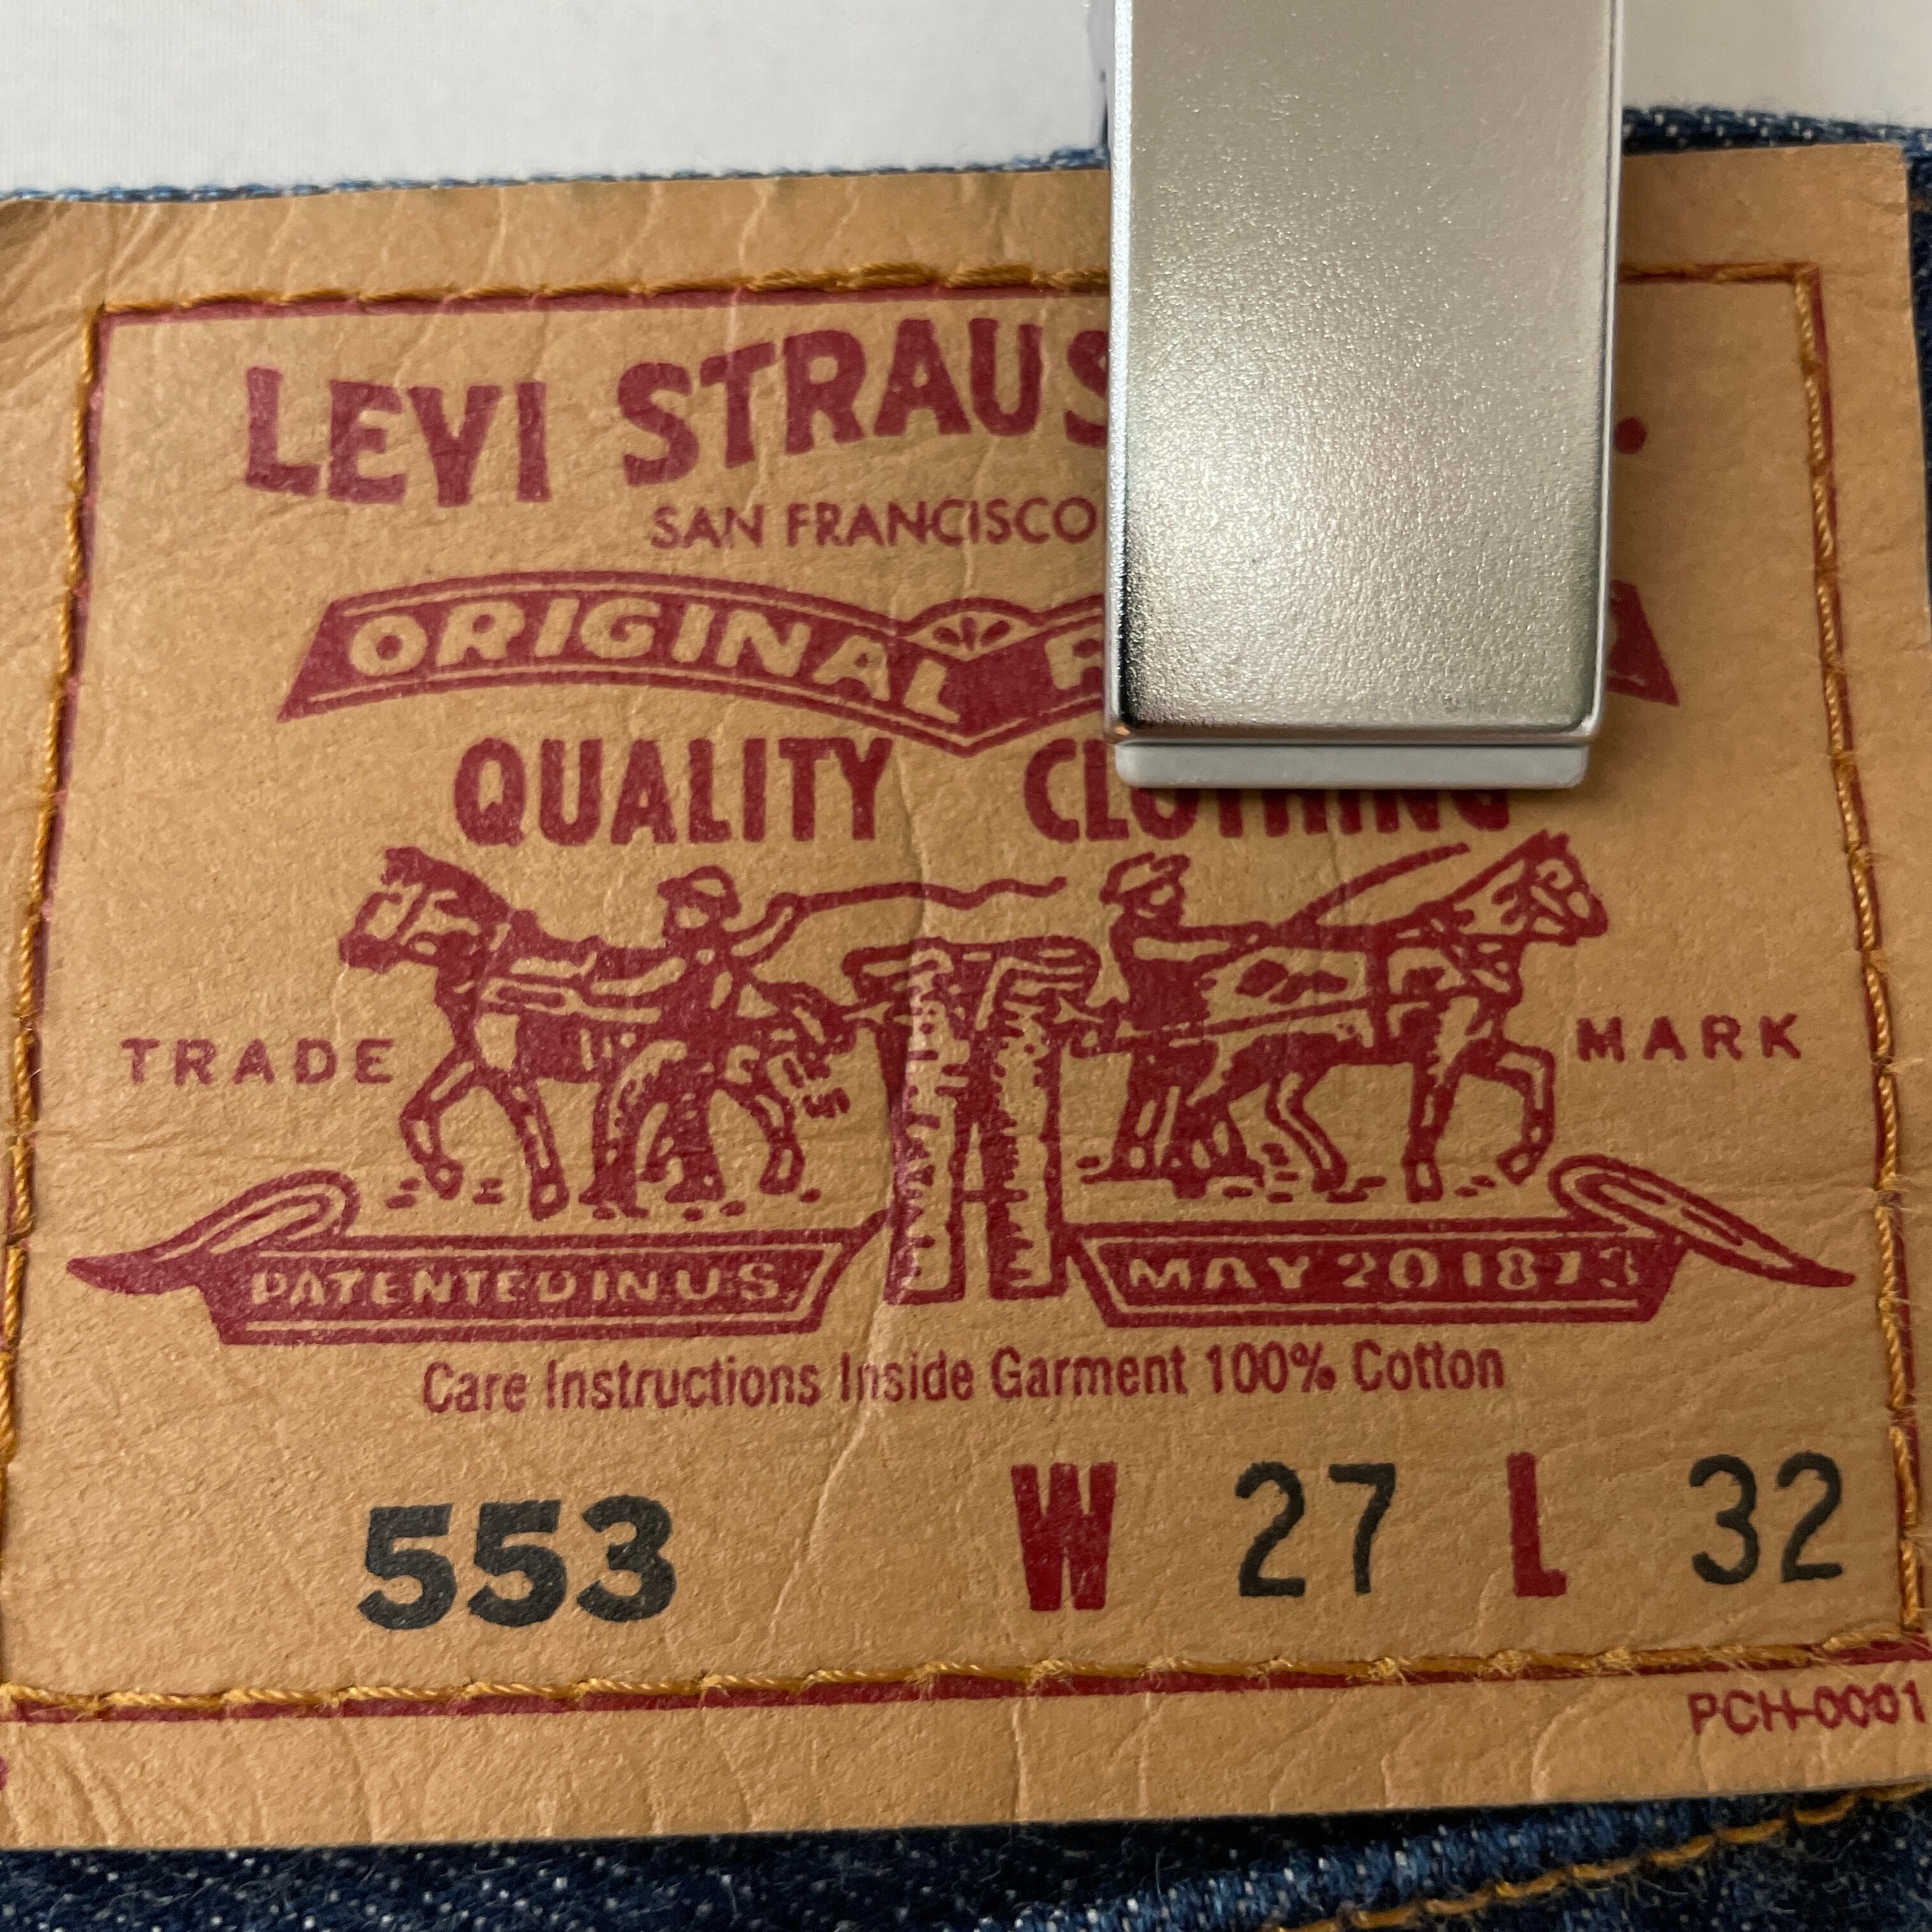 LEVI STRAUS
SAN FRANCISCO
ORIGINAL
QUALITY CLOTHING
TRADE MARK
PATENTED IN U.S. MAY 20 1873
Care Instructions Inside Garment 100% Cotton
553 W 27 L 32
PCH-0001